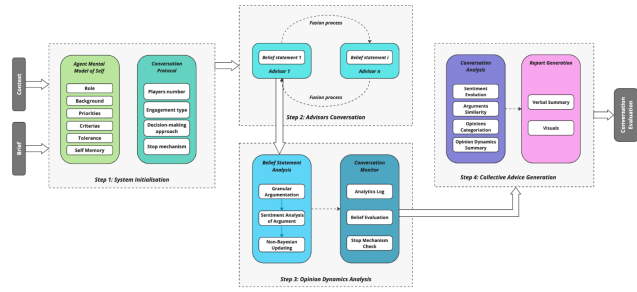 Context
Brief
Agent Mental
Model of Self
Role
Background
Priorities
Criterias
Tolerance
Self Memory
Conversation
Protocol
Players number
Engagement type
Decision-making
approach
Stop mechanism
Step 1: System Initialisation
Fusion process
Belief statement 1
Advisor 1
Belief statement i
Advisor n
Fusion process
Step 2: Advisors Conversation
Belief Statement
Analysis
Granular
Argumentation
Sentiment Analysis
of Argument
Non-Bayesian
Updating
Conversation
Monitor
Analytics Log
Belief Evaluation
Stop Mechanism
Check
Step 3: Opinion Dynamics Analysis
Conversation
Analysis
Sentiment
Evolution
Arguments
Similarity
Opinions
Categorization
Opinion Dynamics
Summary
Report Generation
Verbal Summary
Visuals
Step 4: Collective Advice Generation
Conversation
Evaluation